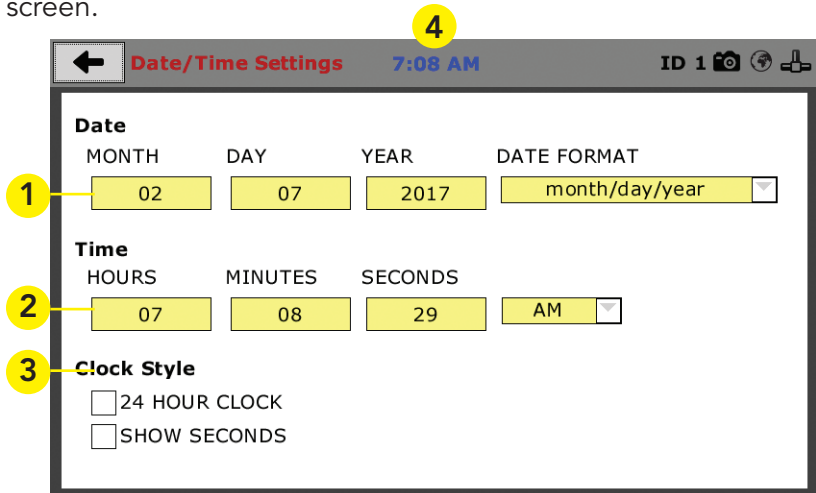 screen.
4
Date/Time Settings 7:08 AM ID 1
Date
MONTH DAY YEAR DATE FORMAT
1 02 07 2017 month/day/year
Time
HOURS MINUTES SECONDS
2 07 08 29 AM
3 Clock Style
24 HOUR CLOCK
SHOW SECONDS